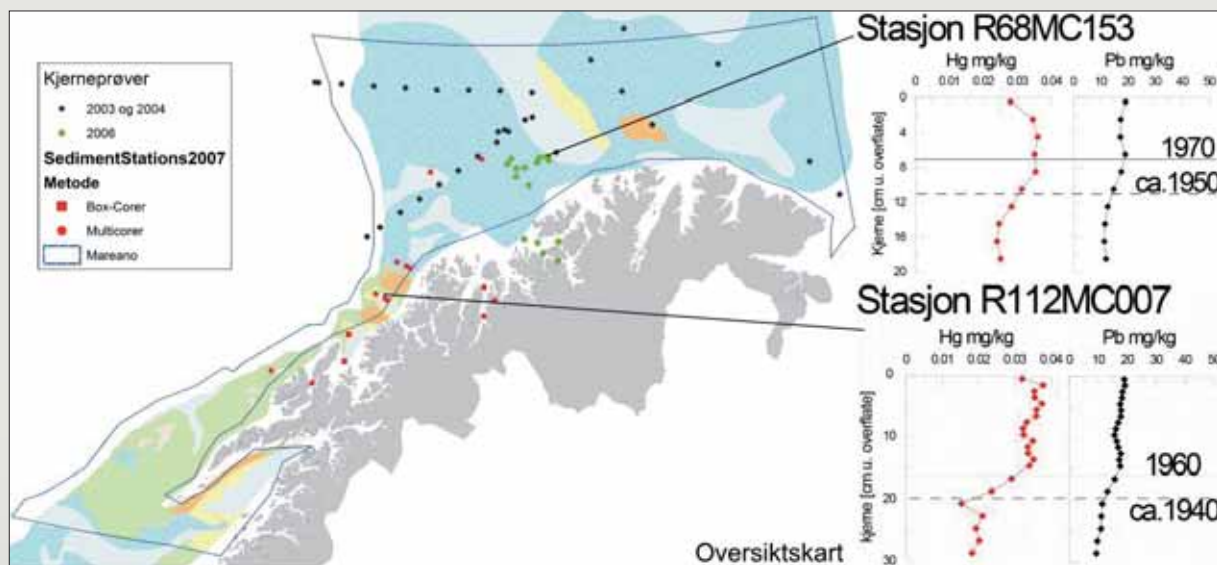 Kjerneprøver
2003 og 2004
2006
SedimentStations2007
Metode
Box-Corer
Multicorer
Mareano
Oversiktskart
Stasjon R68MC153
Hg mg/kg
Pb mg/kg
0 0.01 0.02 0.03 0.04
0 10 20 30 40 50
Kjerne [cm u. overflate]
0
4
8
12
16
20
1970
ca.1950
Stasjon R112MC007
Hg mg/kg
Pb mg/kg
0 0.01 0.02 0.03 0.04
0 10 20 30 40 50
kjerne [cm u. overflate]
0
10
20
30
1960
ca.1940